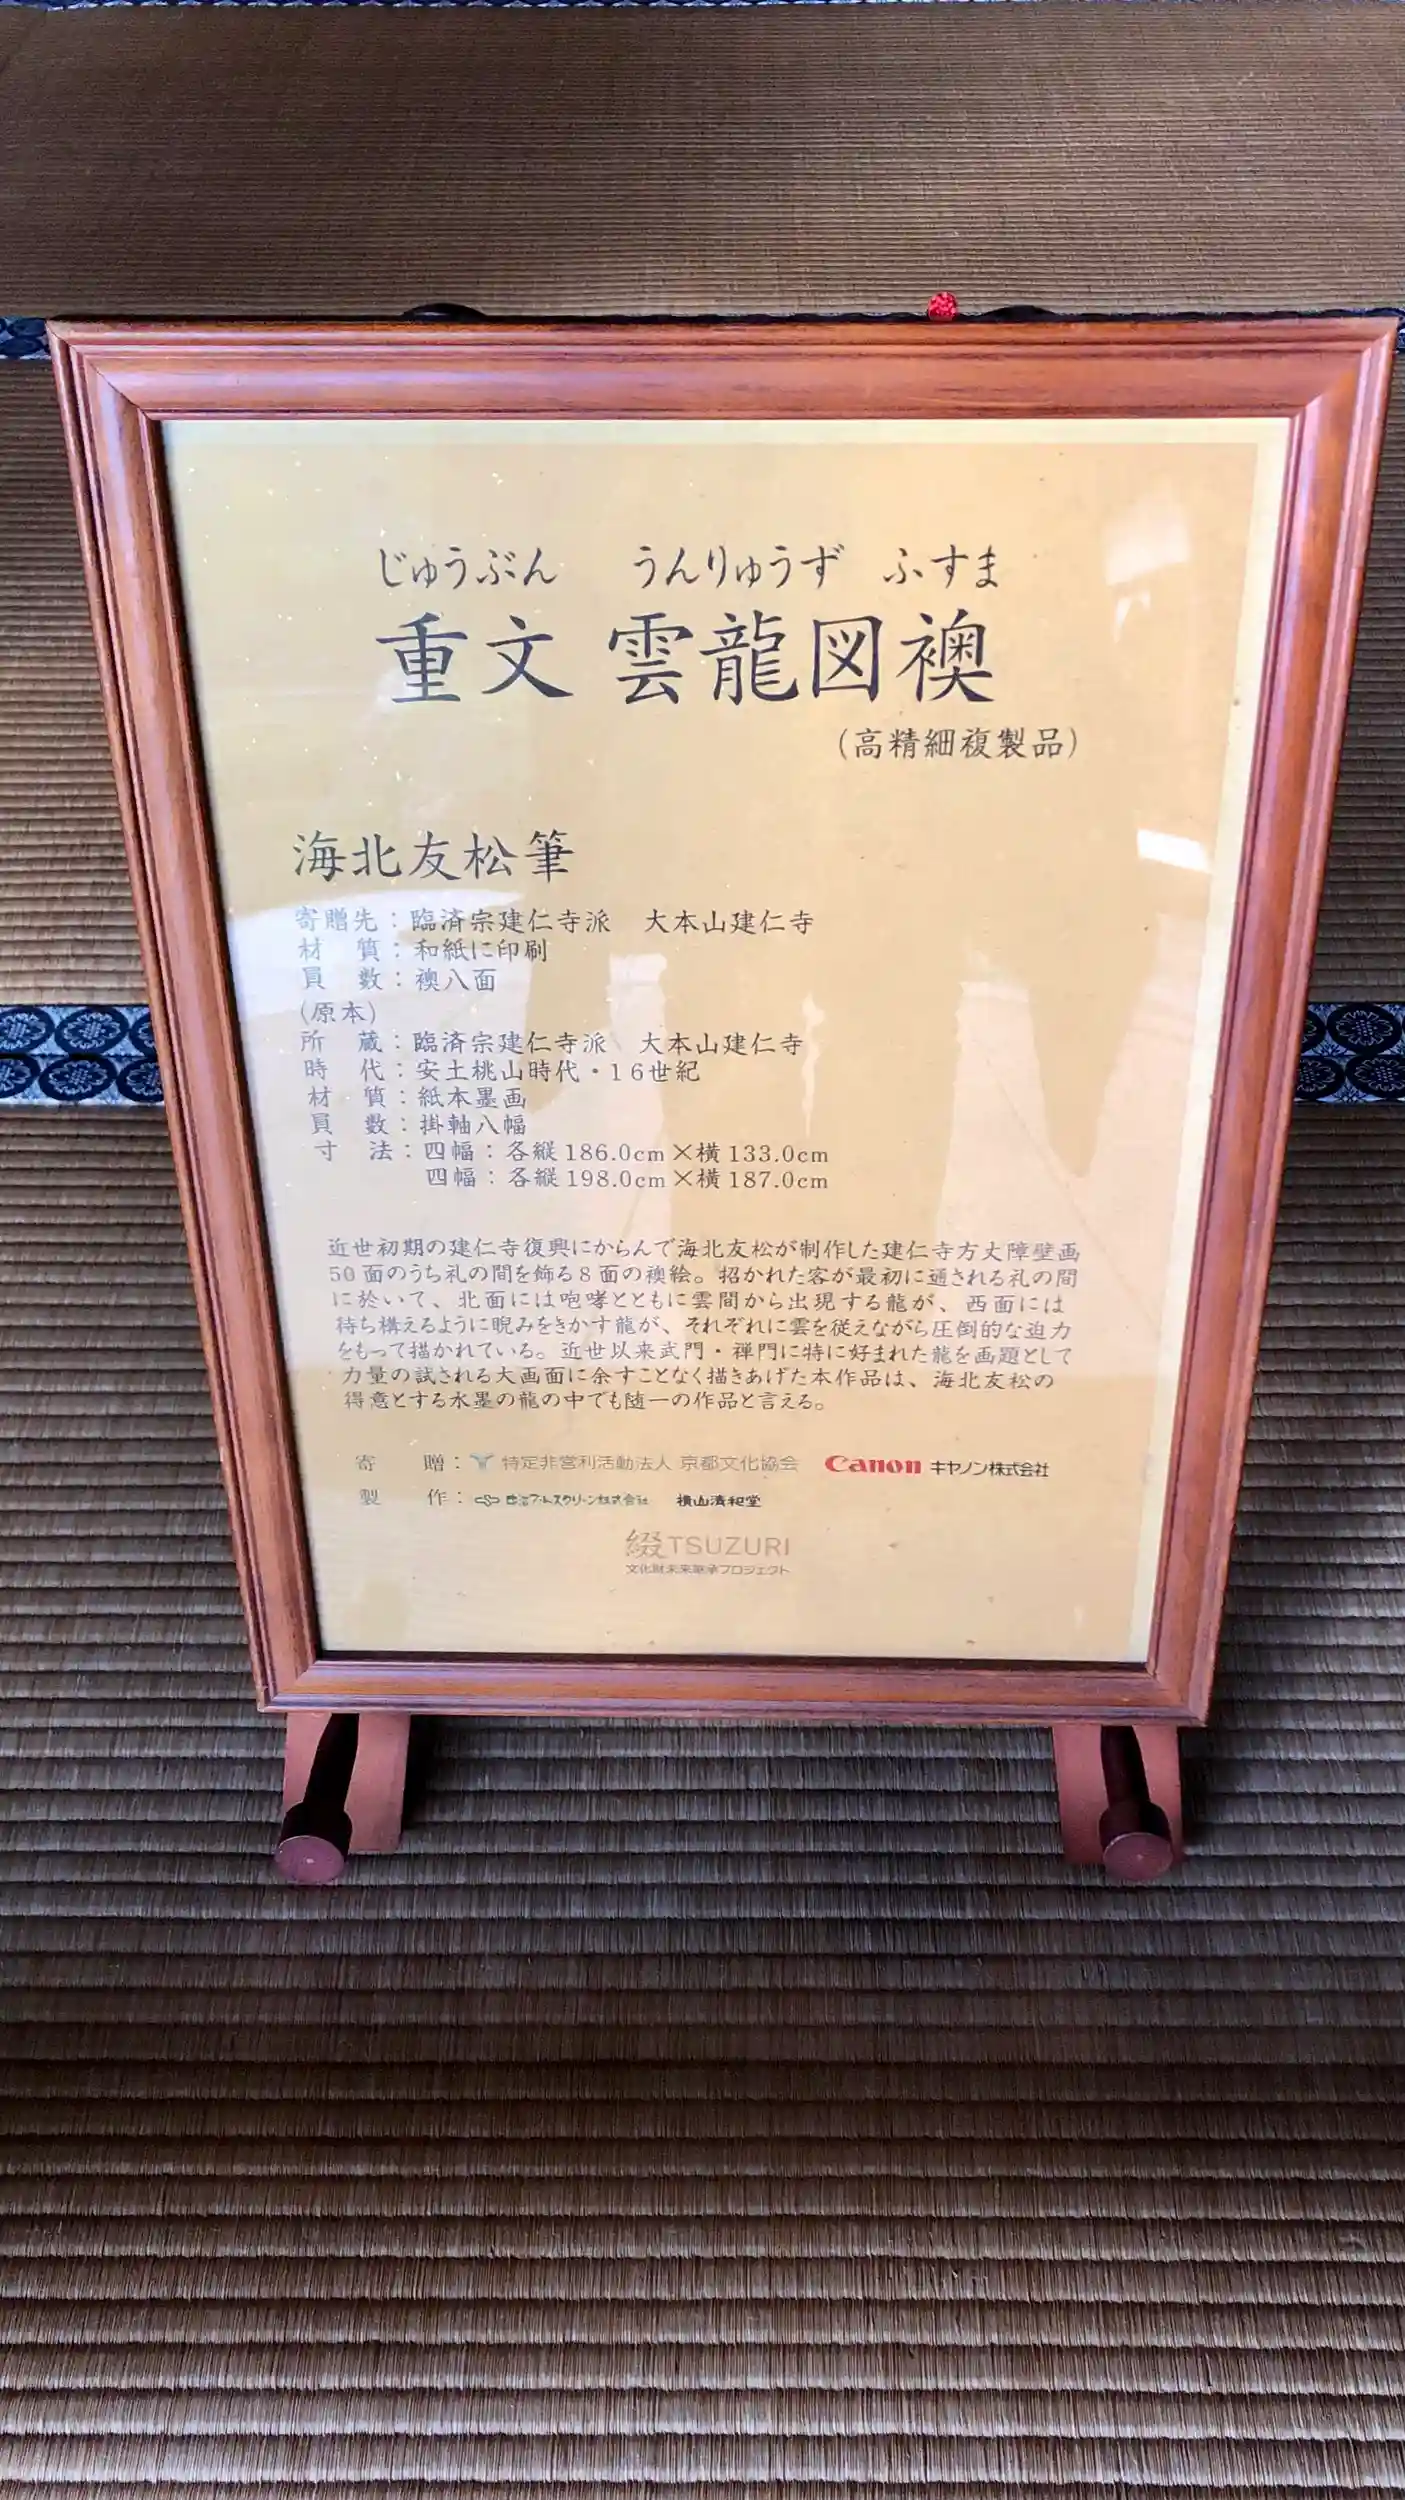 じゅうぶん うんりゅうず ふすま
重文 雲龍図襖
(高精細複製品)
海北友松筆
寄贈先：臨済宗建仁寺派 大本山建仁寺
材 質：和紙に印刷
員 数：襖八面
(原本)
所 蔵：臨済宗建仁寺派 大本山建仁寺
時 代：安土桃山時代・16世紀
材 質：紙本墨画
員 数：掛軸八幅
寸 法：四幅：各縦186.0cm×横133.0cm
四幅：各縦198.0cm×横187.0cm
近世初期の建仁寺復興にからんで海北友松が制作した建仁寺方丈障壁画
50面のうち礼の間を飾る8面の襖絵。招かれた客が最初に通される礼の間
に於いて、北面には咆哮とともに雲間から出現する龍が、西面には
待ち構えるように睨みをきかす龍が、それぞれに雲を従えながら圧倒的な迫力
をもって描かれている。近世以来武門・禅門に特に好まれた龍を画題として
力量の試される大画面に余すことなく描きあげた本作品は、海北友松の
得意とする水墨の龍の中でも随一の作品と言える。
寄 贈：特定非営利活動法人 京都文化協会 Canon キヤノン株式会社
製 作： 横山清和堂
綴TSUZURI
文化財未来継承プロジェクト